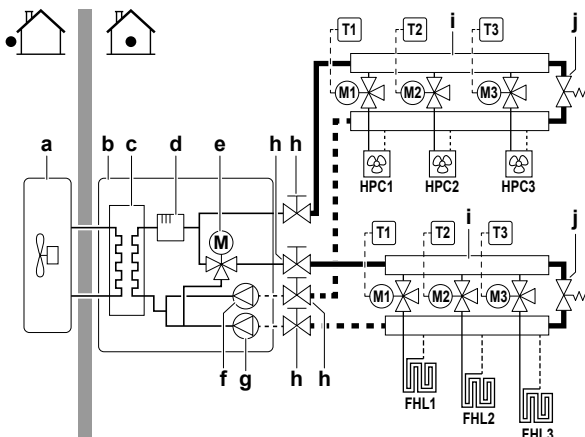 T1 T2 T3 i j
M1 M2 M3
a b c d e h h
HPC1 HPC2 HPC3
M
h
T1 T2 T3 i j
M1 M2 M3
f g h h
FHL1 FHL2 FHL3